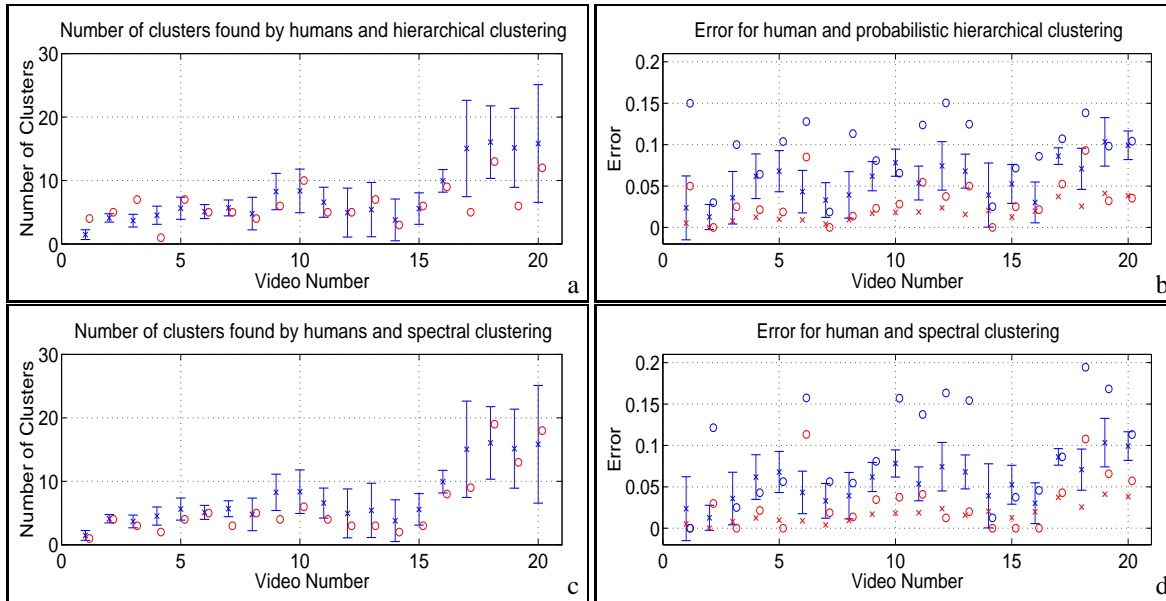 Number of clusters found by humans and hierarchical clustering
30
20
10
0
Number of Clusters
0 5 10 15 20
Video Number
a
Error for human and probabilistic hierarchical clustering
0.2
0.15
0.1
0.05
0
Error
0 5 10 15 20
Video Number
b
Number of clusters found by humans and spectral clustering
30
20
10
0
Number of Clusters
0 5 10 15 20
Video Number
c
Error for human and spectral clustering
0.2
0.15
0.1
0.05
0
Error
0 5 10 15 20
Video Number
d